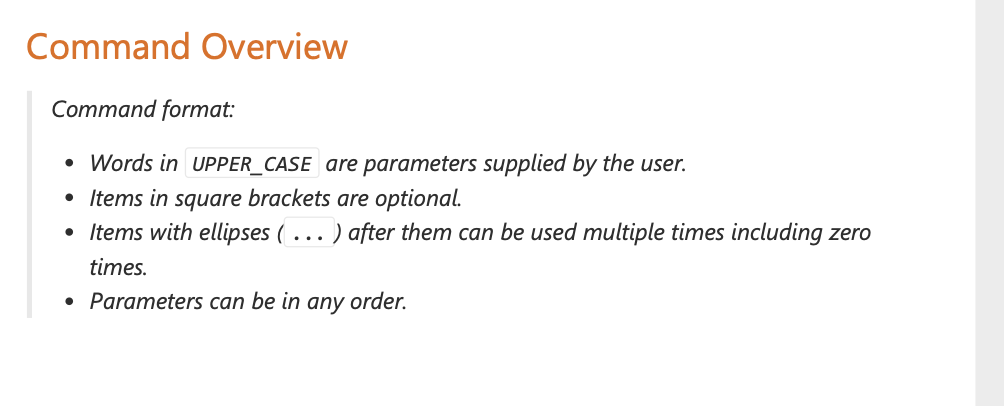 Command Overview
Command format:
• Words in UPPER_CASE are parameters supplied by the user.
• Items in square brackets are optional.
• Items with ellipses ( ... ) after them can be used multiple times including zero
times.
• Parameters can be in any order.